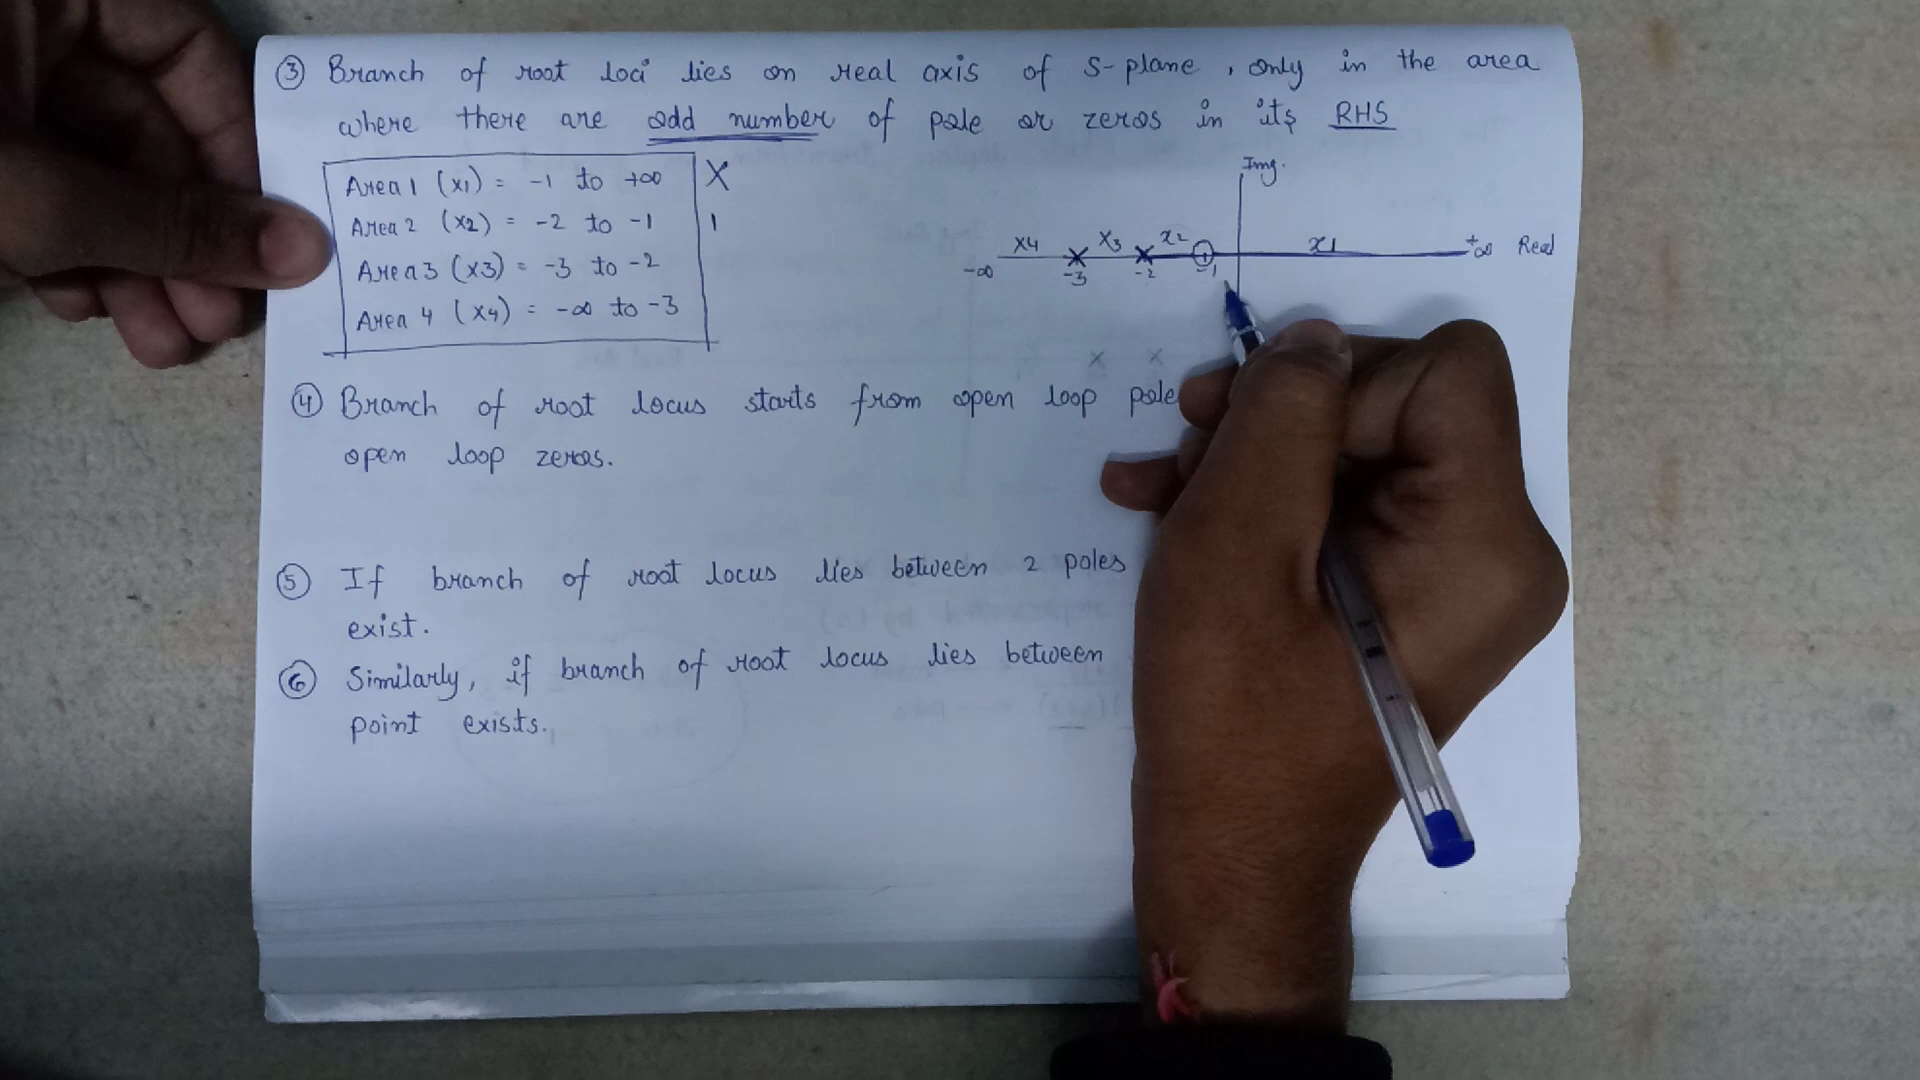 ③ Branch of root loci lies on real axis of S-plane, only in the area
where there are odd number of pole or zeros in its RHS
Area 1 (x1) = -1 to +∞ X
Area 2 (x2) = -2 to -1 1
Area 3 (x3) = -3 to -2
Area 4 (x4) = -∞ to -3
Img.
x4 x3 x2 x1
-∞ -3 -2 -1 +∞ Real
④ Branch of root locus starts from open loop pole
open loop zeros.
⑤ If branch of root locus lies between 2 poles
exist.
⑥ Similarly, if branch of root locus lies between
point exists.